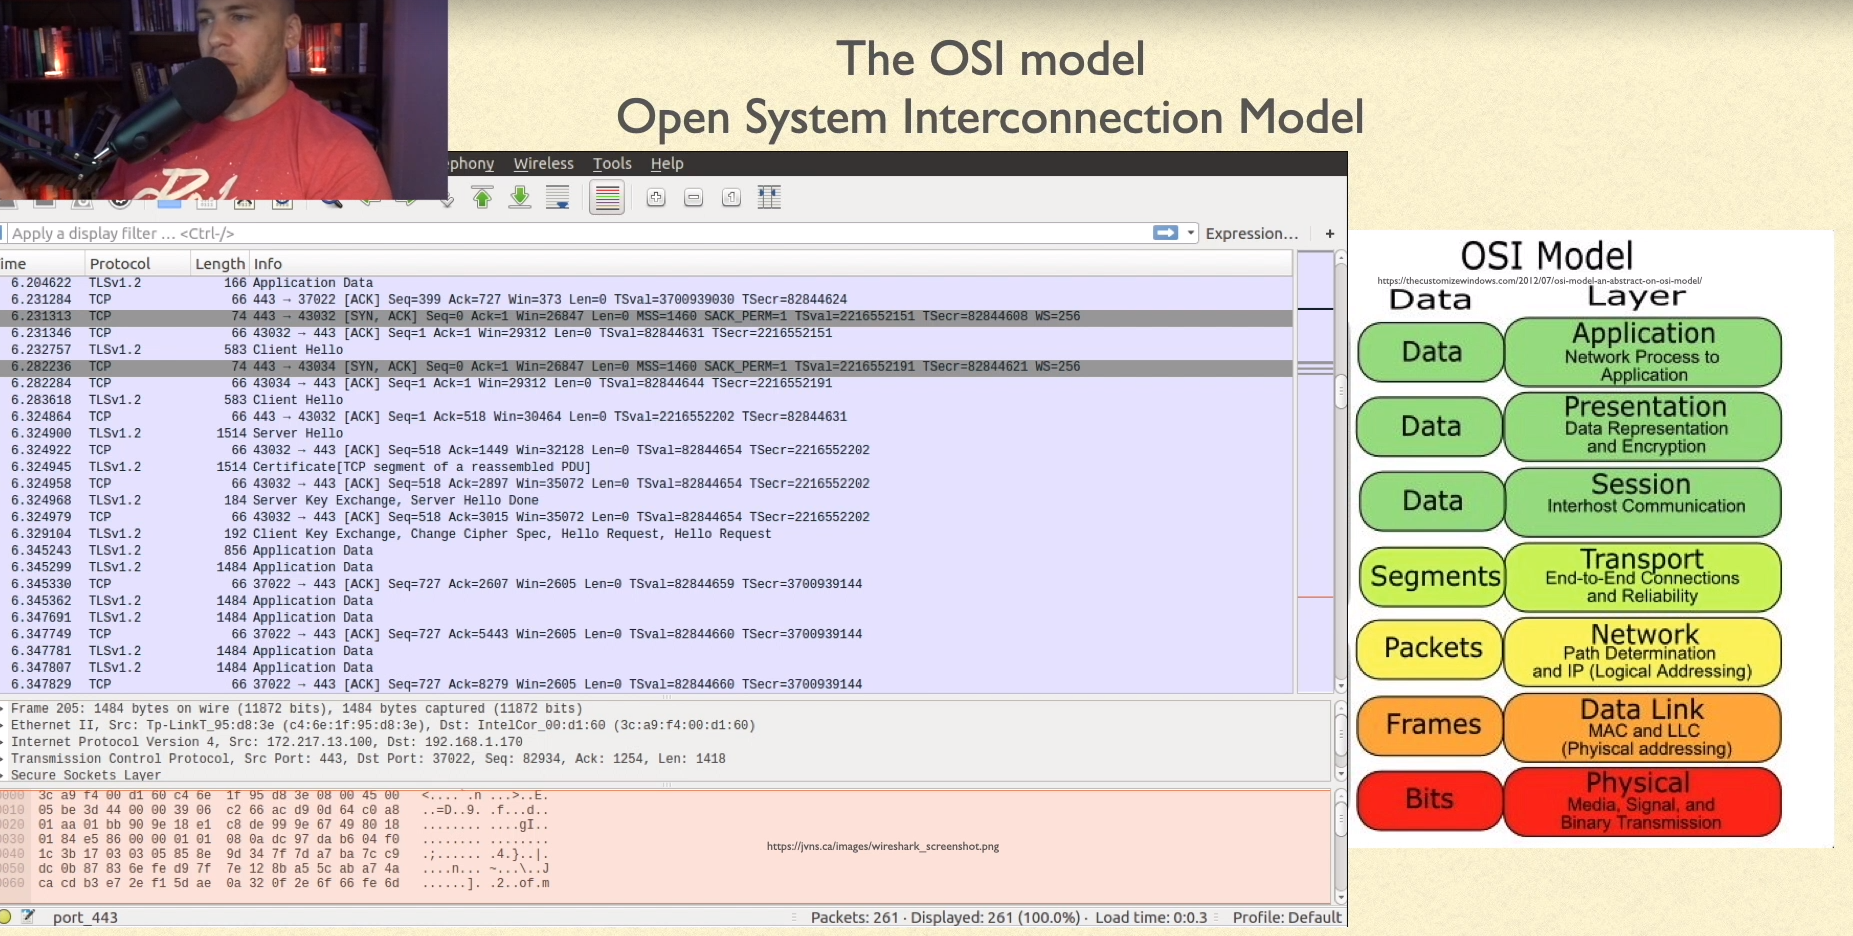 The OSI model
Open System Interconnection Model
phony Wireless Tools Help
Apply a display filter ... <Ctrl-/> Expression... +
ime Protocol Length Info
6.204622 TLSv1.2 166 Application Data
6.231284 TCP 66 443 → 37022 [ACK] Seq=399 Ack=727 Win=373 Len=0 TSval=3700939030 TSecr=82844624
6.231313 TCP 74 443 → 43032 [SYN, ACK] Seq=0 Ack=1 Win=26847 Len=0 MSS=1460 SACK_PERM=1 TSval=2216552151 TSecr=82844608 WS=256
6.231346 TCP 66 43032 → 443 [ACK] Seq=1 Ack=1 Win=29312 Len=0 TSval=82844631 TSecr=2216552151
6.232757 TLSv1.2 583 Client Hello
6.282236 TCP 74 443 → 43034 [SYN, ACK] Seq=0 Ack=1 Win=26847 Len=0 MSS=1460 SACK_PERM=1 TSval=2216552191 TSecr=82844621 WS=256
6.282284 TCP 66 43034 → 443 [ACK] Seq=1 Ack=1 Win=29312 Len=0 TSval=82844644 TSecr=2216552191
6.283618 TLSv1.2 583 Client Hello
6.324864 TCP 66 443 → 43032 [ACK] Seq=1 Ack=518 Win=30464 Len=0 TSval=2216552202 TSecr=82844631
6.324900 TLSv1.2 1514 Server Hello
6.324922 TCP 66 43032 → 443 [ACK] Seq=518 Ack=1449 Win=32128 Len=0 TSval=82844654 TSecr=2216552202
6.324945 TLSv1.2 1514 Certificate[TCP segment of a reassembled PDU]
6.324958 TCP 66 43032 → 443 [ACK] Seq=518 Ack=2897 Win=35072 Len=0 TSval=82844654 TSecr=2216552202
6.324968 TLSv1.2 184 Server Key Exchange, Server Hello Done
6.324979 TCP 66 43032 → 443 [ACK] Seq=518 Ack=3015 Win=35072 Len=0 TSval=82844654 TSecr=2216552202
6.329104 TLSv1.2 192 Client Key Exchange, Change Cipher Spec, Hello Request, Hello Request
6.345243 TLSv1.2 856 Application Data
6.345299 TLSv1.2 1484 Application Data
6.345330 TCP 66 37022 → 443 [ACK] Seq=727 Ack=2607 Win=2605 Len=0 TSval=82844659 TSecr=3700939144
6.345362 TLSv1.2 1484 Application Data
6.347691 TLSv1.2 1484 Application Data
6.347749 TCP 66 37022 → 443 [ACK] Seq=727 Ack=5443 Win=2605 Len=0 TSval=82844660 TSecr=3700939144
6.347781 TLSv1.2 1484 Application Data
6.347807 TLSv1.2 1484 Application Data
6.347829 TCP 66 37022 → 443 [ACK] Seq=727 Ack=8279 Win=2605 Len=0 TSval=82844660 TSecr=3700939144
Frame 205: 1484 bytes on wire (11872 bits), 1484 bytes captured (11872 bits)
Ethernet II, Src: Tp-LinkT_95:d8:3e (c4:6e:1f:95:d8:3e), Dst: IntelCor_00:d1:60 (3c:a9:f4:00:d1:60)
Internet Protocol Version 4, Src: 172.217.13.100, Dst: 192.168.1.170
Transmission Control Protocol, Src Port: 443, Dst Port: 37022, Seq: 82934, Ack: 1254, Len: 1418
Secure Sockets Layer
0000 3c a9 f4 00 d1 60 c4 6e 1f 95 d8 3e 08 00 45 00 <....`.n ...>..E.
0010 05 be 3d 44 00 00 39 06 c2 66 ac d9 0d 64 c0 a8 ..=D..9. .f...d..
0020 01 aa 01 bb 90 9e 18 e1 c8 de 99 9e 67 49 80 18 ........ ....gI..
0030 01 84 e5 86 00 00 01 01 08 0a dc 97 da b6 04 f0 ........ ........
0040 1c 3b 17 03 03 05 85 8e 9d 34 7f 7d a7 ba 7c c9 .;...... .4.}..|.
0050 dc 0b 87 83 6e fe d9 7f 7e 12 8b a5 5c ab a7 4a ....n... ~...\..J
0060 ca cd b3 e7 2e f1 5d ae 0a 32 0f 2e 6f 66 fe 6d ......]. .2..of.m
https://jvns.ca/images/wireshark_screenshot.png
port_443 Packets: 261 · Displayed: 261 (100.0%) · Load time: 0:0.3 Profile: Default
OSI Model
https://thecustomizewindows.com/2012/07/osi-model-an-abstract-on-osi-model/
Data Layer
Data Application
Network Process to
Application
Data Presentation
Data Representation
and Encryption
Data Session
Interhost Communication
Segments Transport
End-to-End Connections
and Reliability
Packets Network
Path Determination
and IP (Logical Addressing)
Frames Data Link
MAC and LLC
(Phyiscal addressing)
Bits Physical
Media, Signal, and
Binary Transmission